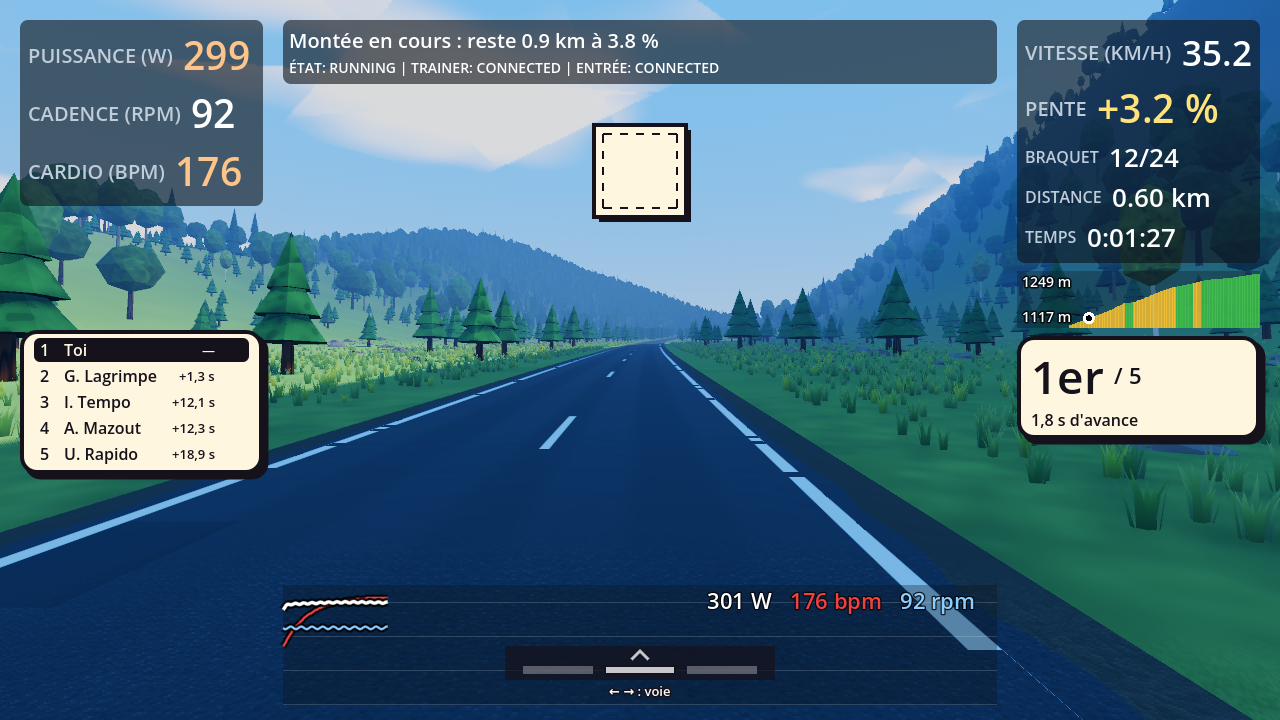 PUISSANCE (W) 299
CADENCE (RPM) 92
CARDIO (BPM) 176
Montée en cours : reste 0.9 km à 3.8 %
ÉTAT: RUNNING | TRAINER: CONNECTED | ENTRÉE: CONNECTED
VITESSE (KM/H) 35.2
PENTE +3.2 %
BRAQUET 12/24
DISTANCE 0.60 km
TEMPS 0:01:27
1249 m
1117 m
1 Toi —
2 G. Lagrimpe +1,3 s
3 I. Tempo +12,1 s
4 A. Mazout +12,3 s
5 U. Rapido +18,9 s
1er / 5
1,8 s d'avance
301 W 176 bpm 92 rpm
← → : voie